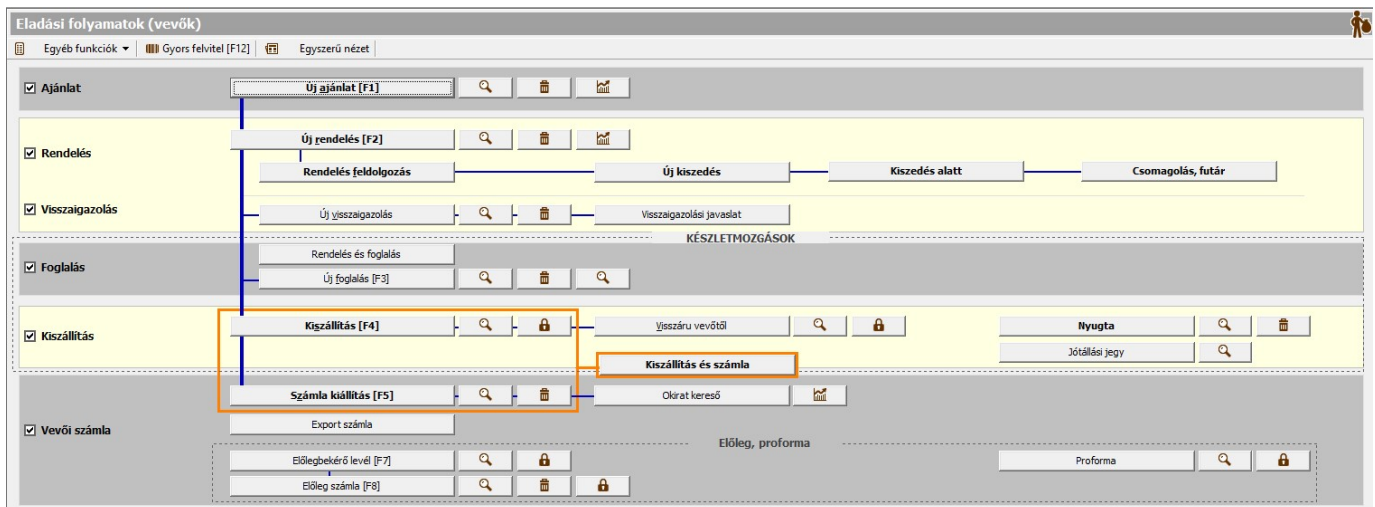 Eladási folyamatok (vevők)
Egyéb funkciók Gyors felvitel [F12] Egyszerű nézet
Ajánlat Új ajánlat [F1]
Új rendelés [F2]
Rendelés
Rendelés feldolgozás Új kiszedés Kiszedés alatt Csomagolás, futár
Visszaigazolás Új visszaigazolás Visszaigazolási javaslat
KÉSZLETMOZGÁSOK
Rendelés és foglalás
Foglalás
Új foglalás [F3]
Kiszállítás [F4] Visszáru vevőtől Nyugta
Kiszállítás
Jótállási jegy
Kiszállítás és számla
Számla kiállítás [F5] Okirat kereső
Vevői számla Export számla
Előleg, proforma
Előlegbekérő levél [F7] Proforma
Előleg számla [F8]